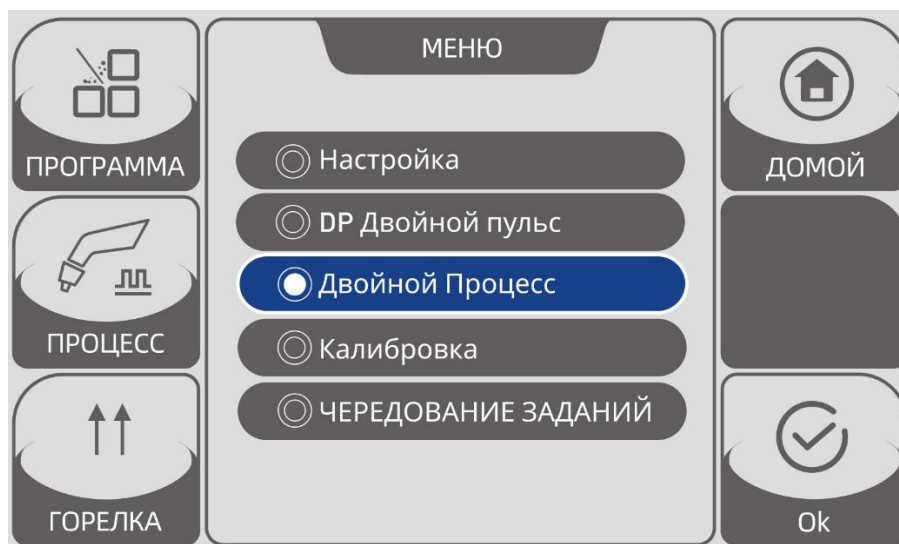 МЕНЮ
ПРОГРАММА
ПРОЦЕСС
ГОРЕЛКА
Настройка
DP Двойной пульс
Двойной Процесс
Калибровка
ЧЕРЕДОВАНИЕ ЗАДАНИЙ
ДОМОЙ
Ok